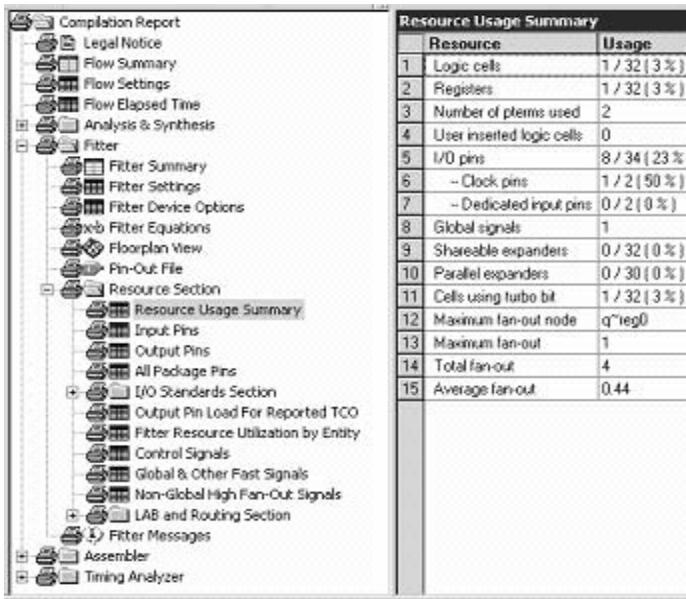 Compilation Report
Legal Notice
Flow Summary
Flow Settings
Flow Elapsed Time
Analysis & Synthesis
Fitter
Fitter Summary
Fitter Settings
Fitter Device Options
Fitter Equations
Floorplan View
Pin-Out File
Resource Section
Resource Usage Summary
Input Pins
Output Pins
All Package Pins
I/O Standards Section
Output Pin Load For Reported TCO
Fitter Resource Utilization by Entity
Control Signals
Global & Other Fast Signals
Non-Global High Fan-Out Signals
LAB and Routing Section
Fitter Messages
Assembler
Timing Analyzer
Resource Usage Summary
Resource Usage
1 Logic cells 1 / 32 ( 3 % )
2 Registers 1 / 32 ( 3 % )
3 Number of pterms used 2
4 User inserted logic cells 0
5 I/O pins 8 / 34 ( 23 %
6 -- Clock pins 1 / 2 ( 50 % )
7 -- Dedicated input pins 0 / 2 ( 0 % )
8 Global signals 1
9 Shareable expanders 0 / 32 ( 0 % )
10 Parallel expanders 0 / 30 ( 0 % )
11 Cells using turbo bit 1 / 32 ( 3 % )
12 Maximum fan-out node q~reg0
13 Maximum fan-out 1
14 Total fan-out 4
15 Average fan-out 0.44